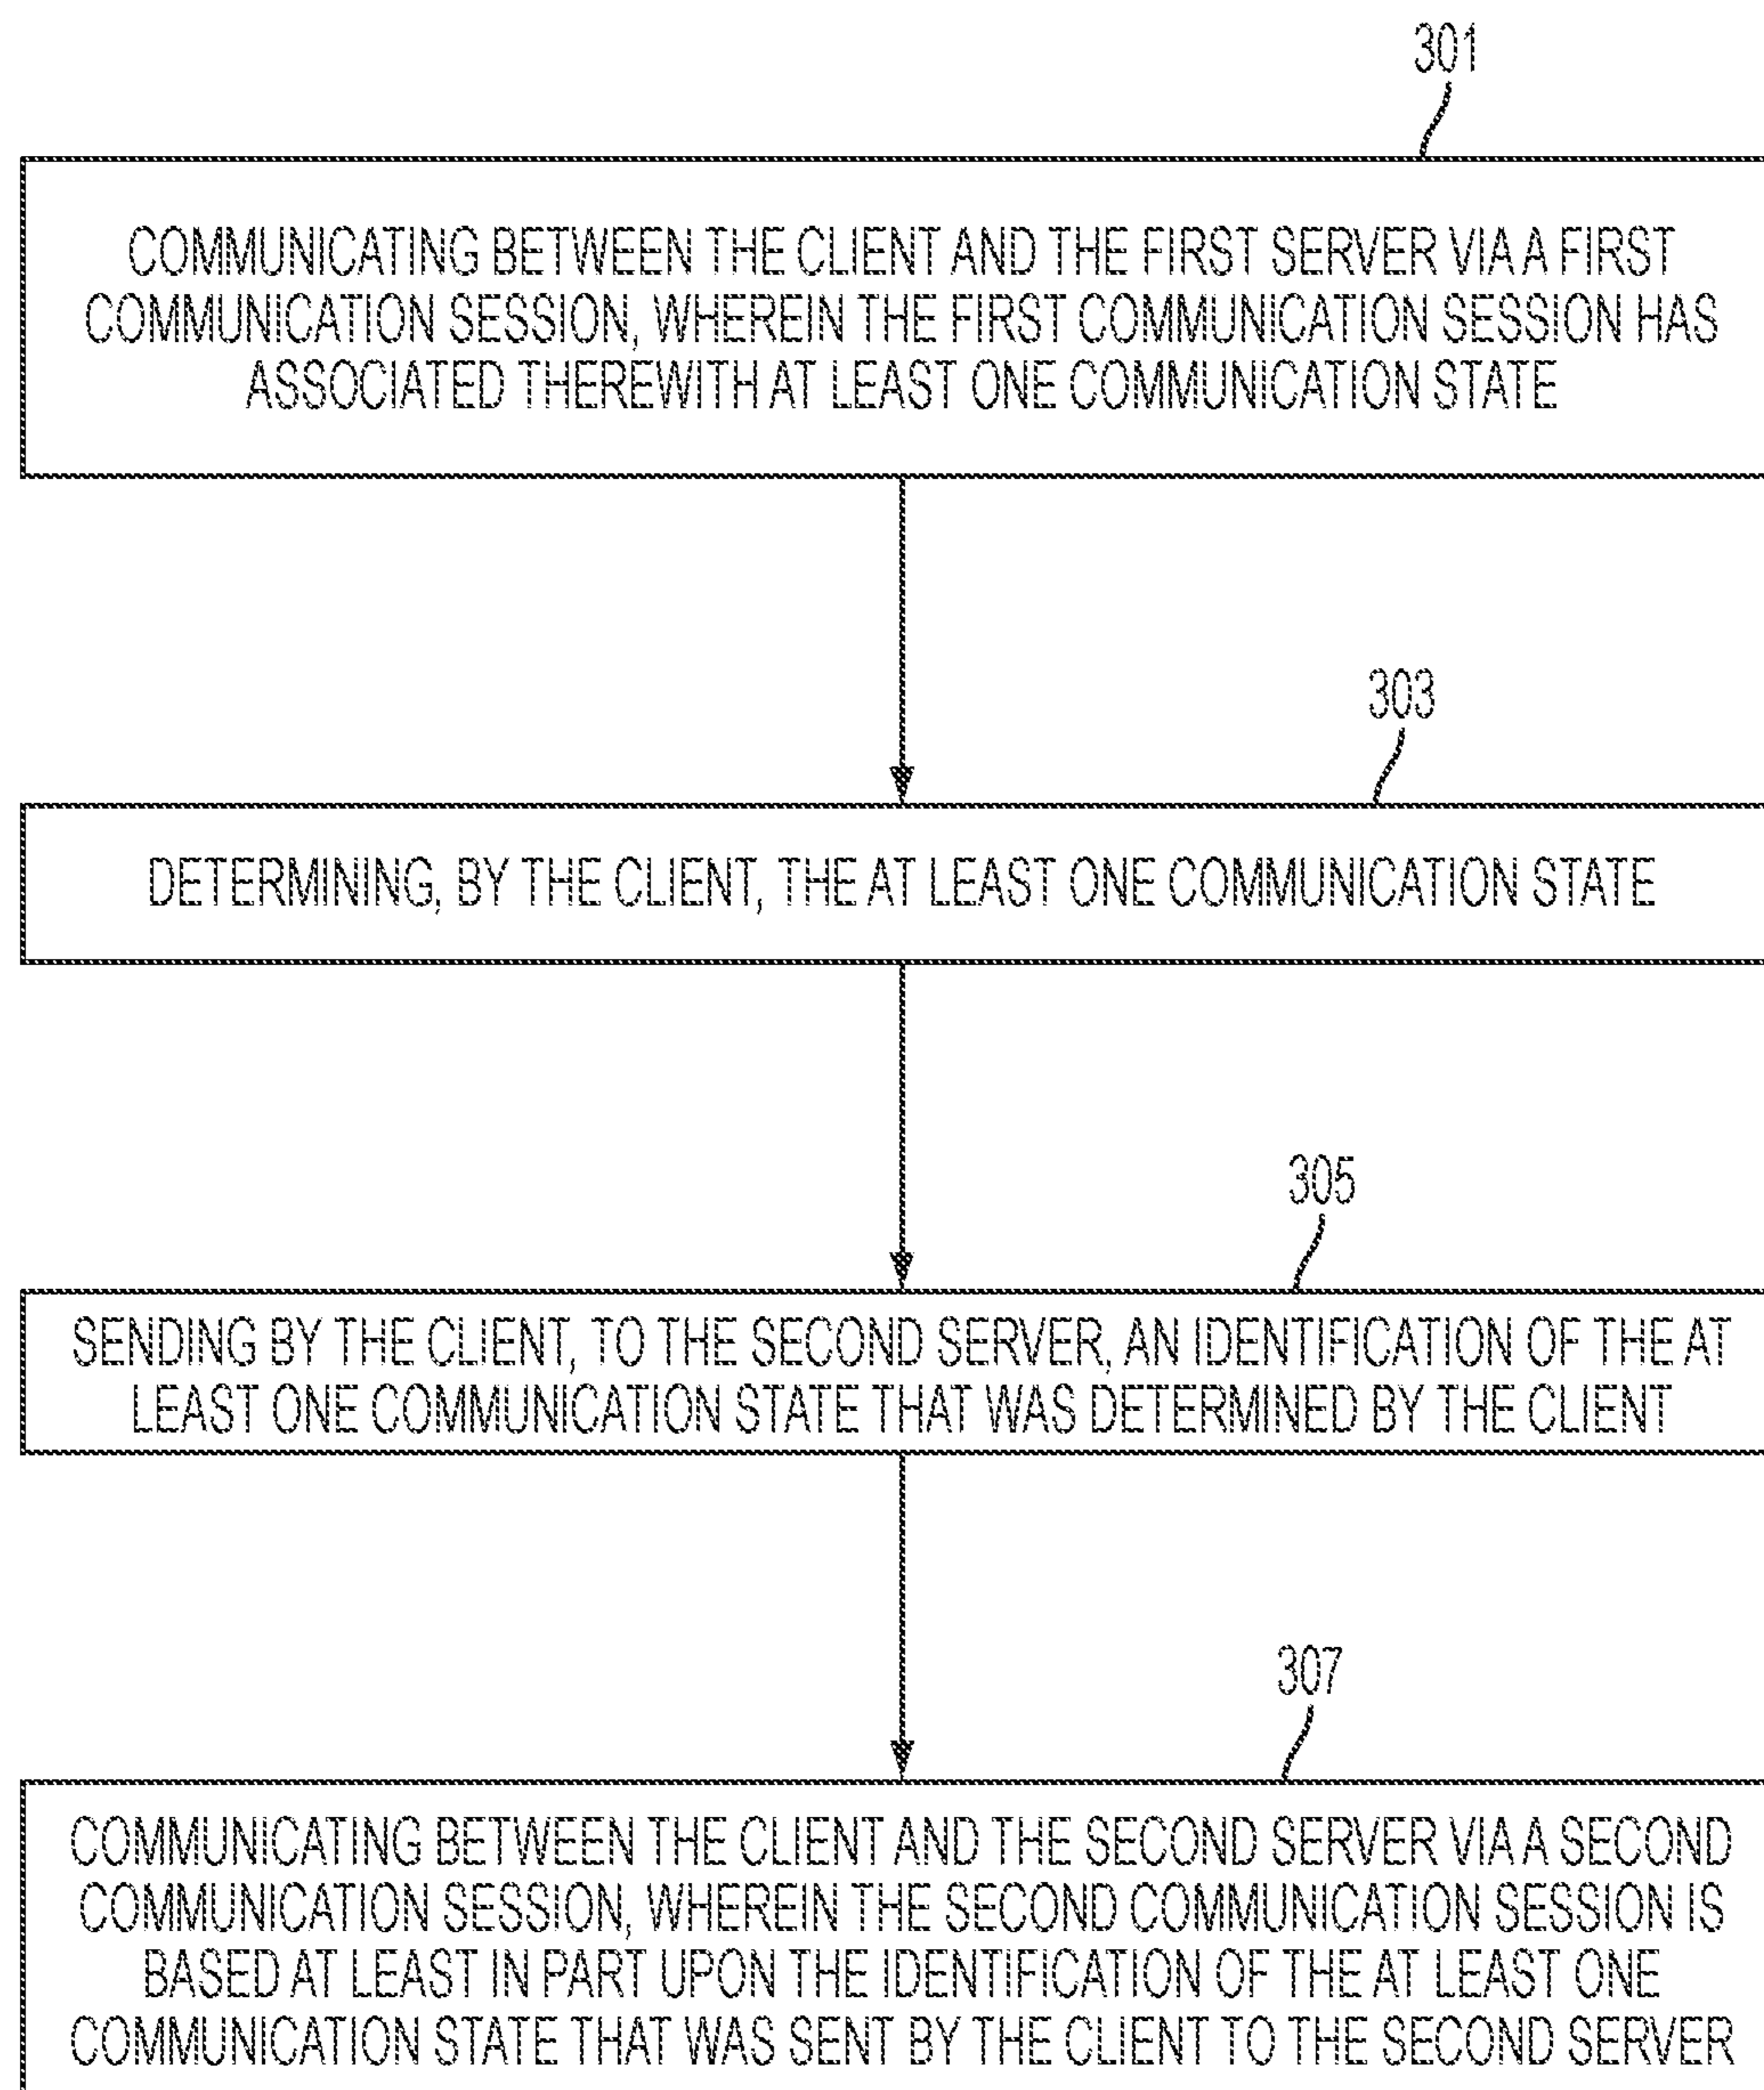 301
COMMUNICATING BETWEEN THE CLIENT AND THE FIRST SERVER VIA A FIRST
COMMUNICATION SESSION, WHEREIN THE FIRST COMMUNICATION SESSION HAS
ASSOCIATED THEREWITH AT LEAST ONE COMMUNICATION STATE
303
DETERMINING, BY THE CLIENT, THE AT LEAST ONE COMMUNICATION STATE
305
SENDING BY THE CLIENT, TO THE SECOND SERVER, AN IDENTIFICATION OF THE AT
LEAST ONE COMMUNICATION STATE THAT WAS DETERMINED BY THE CLIENT
307
COMMUNICATING BETWEEN THE CLIENT AND THE SECOND SERVER VIA A SECOND
COMMUNICATION SESSION, WHEREIN THE SECOND COMMUNICATION SESSION IS
BASED AT LEAST IN PART UPON THE IDENTIFICATION OF THE AT LEAST ONE
COMMUNICATION STATE THAT WAS SENT BY THE CLIENT TO THE SECOND SERVER